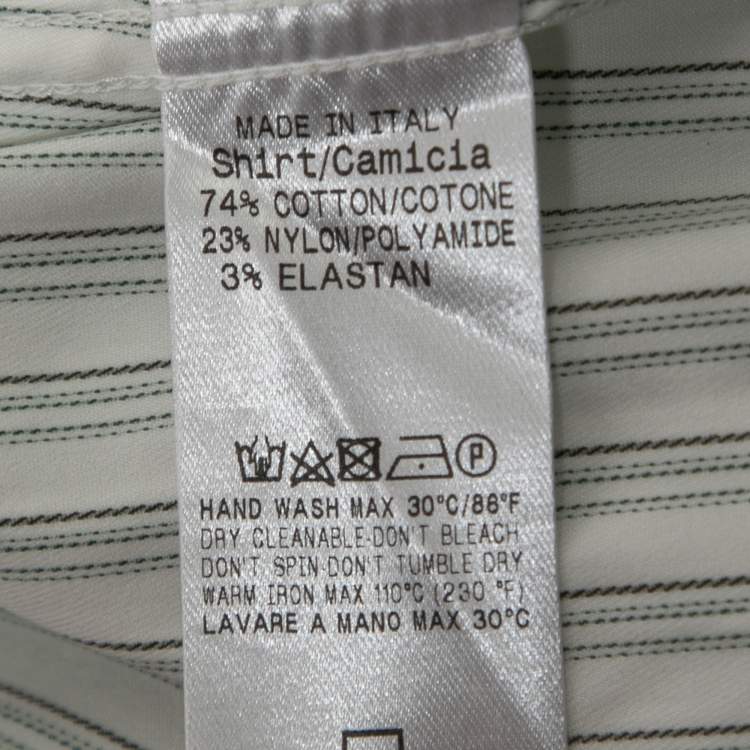 MADE IN ITALY
Shirt/Camicia
74% COTTON/COTONE
23% NYLON/POLYAMIDE
3% ELASTAN
P
HAND WASH MAX 30°C/86°F
DRY CLEANABLE-DON'T BLEACH
DON'T SPIN-DON'T TUMBLE DRY
WARM IRON MAX 110°C (230 °F)
LAVARE A MANO MAX 30°C